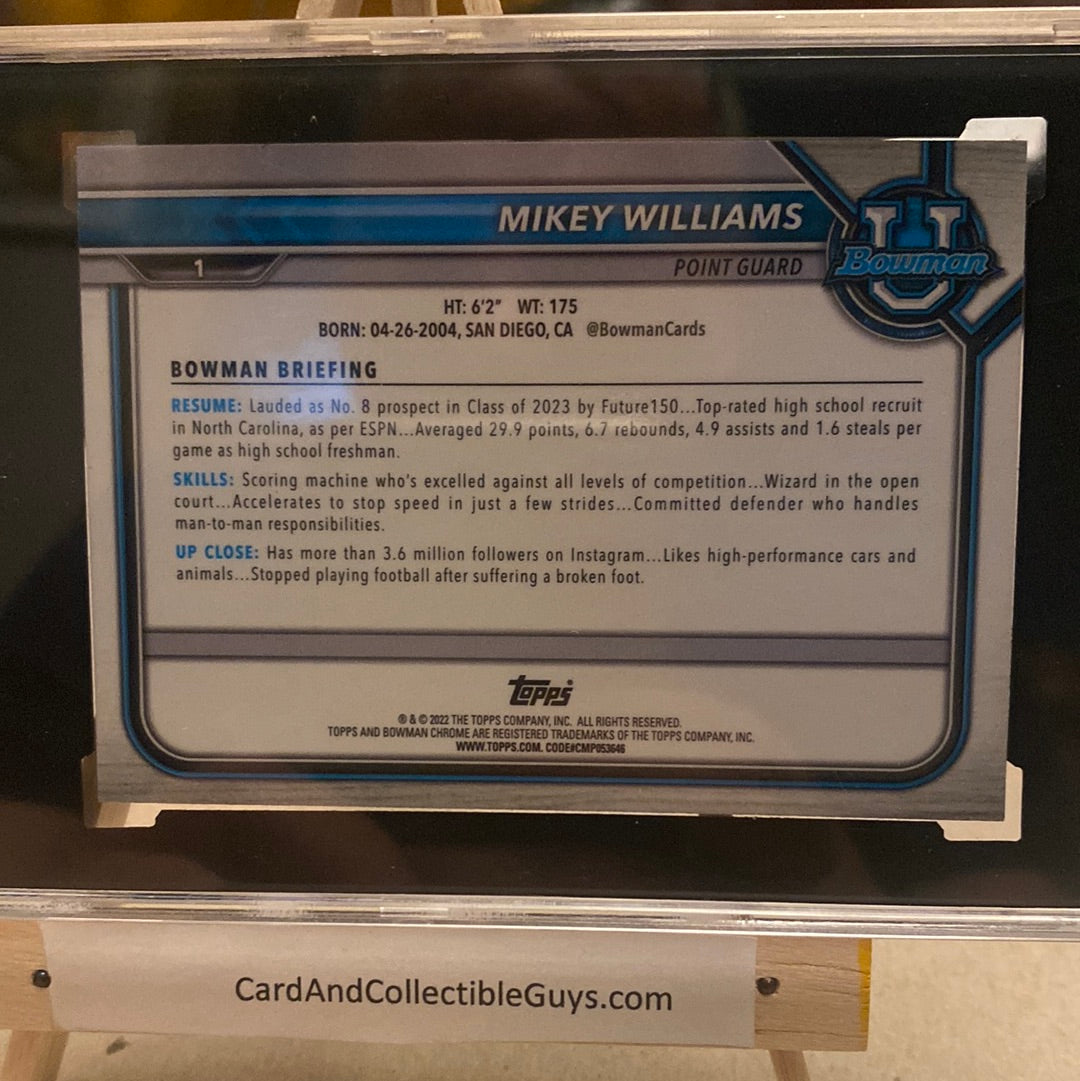 MIKEY WILLIAMS
U
Bowman
1
POINT GUARD
HT: 6'2" WT: 175
BORN: 04-26-2004, SAN DIEGO, CA @BowmanCards
BOWMAN BRIEFING
RESUME: Lauded as No. 8 prospect in Class of 2023 by Future150...Top-rated high school recruit
in North Carolina, as per ESPN...Averaged 29.9 points, 6.7 rebounds, 4.9 assists and 1.6 steals per
game as high school freshman.
SKILLS: Scoring machine who's excelled against all levels of competition...Wizard in the open
court...Accelerates to stop speed in just a few strides...Committed defender who handles
man-to-man responsibilities.
UP CLOSE: Has more than 3.6 million followers on Instagram...Likes high-performance cars and
animals...Stopped playing football after suffering a broken foot.
topps
® & © 2022 THE TOPPS COMPANY, INC. ALL RIGHTS RESERVED.
TOPPS AND BOWMAN CHROME ARE REGISTERED TRADEMARKS OF THE TOPPS COMPANY, INC.
WWW.TOPPS.COM. CODE#CMP053646
CardAndCollectibleGuys.com